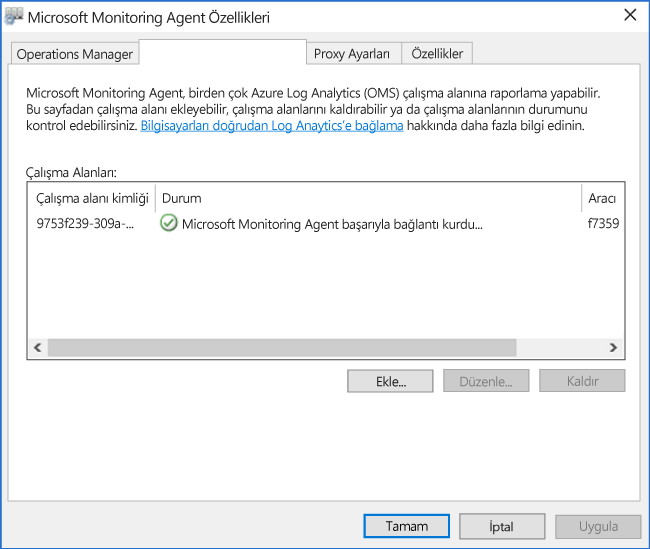 Microsoft Monitoring Agent Özellikleri
Operations Manager
Proxy Ayarları
Özellikler
Microsoft Monitoring Agent, birden çok Azure Log Analytics (OMS) çalışma alanına raporlama yapabilir.
Bu sayfadan çalışma alanı ekleyebilir, çalışma alanlarını kaldırabilir ya da çalışma alanlarının durumunu
kontrol edebilirsiniz. Bilgisayarları doğrudan Log Anaytics'e bağlama hakkında daha fazla bilgi edinin.
Çalışma Alanları:
Çalışma alanı kimliği Durum Aracı
9753f239-309a-... Microsoft Monitoring Agent başarıyla bağlantı kurdu... f7359
Ekle... Düzenle... Kaldır
Tamam İptal Uygula